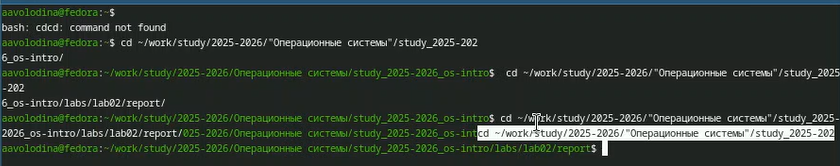 aavolodina@fedora:~$
bash: cdcd: command not found
aavolodina@fedora:~$ cd ~/work/study/2025-2026/"Операционные системы"/study_2025-202
6_os-intro/
aavolodina@fedora:~/work/study/2025-2026/Операционные системы/study_2025-2026_os-intro$  cd ~/work/study/2025-2026/"Операционные системы"/study_2025
-202
6_os-intro/labs/lab02/report/
aavolodina@fedora:~/work/study/2025-2026/Операционные системы/study_2025-2026_os-intro$ cd ~/work/study/2025-2026/"Операционные системы"/study_2025-
2026_os-intro/labs/lab02/report/025-2026/Операционные системы/study_2025-2026_os-intcd ~/work/study/2025-2026/"Операционные системы"/study_2025-202
aavolodina@fedora:~/work/study/2025-2026/Операционные системы/study_2025-2026_os-intro/labs/lab02/report$